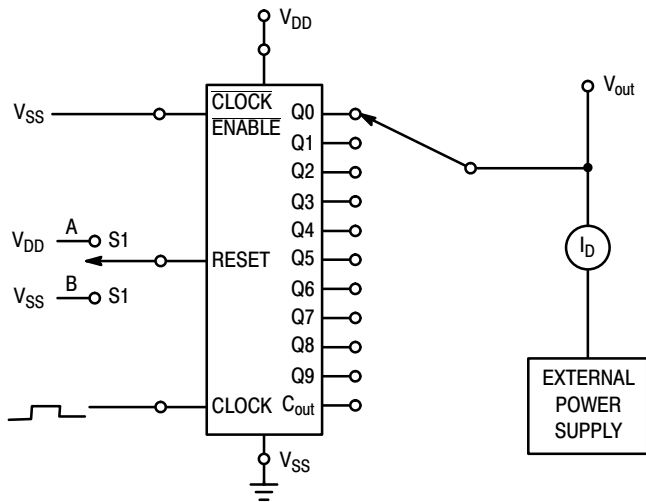 V_DD
V_SS
CLOCK
ENABLE
Q0
Q1
Q2
Q3
Q4
Q5
Q6
Q7
Q8
Q9
C_out
V_out
V_DD A S1
RESET
V_SS B S1
I_D
CLOCK
EXTERNAL
POWER
SUPPLY
V_SS